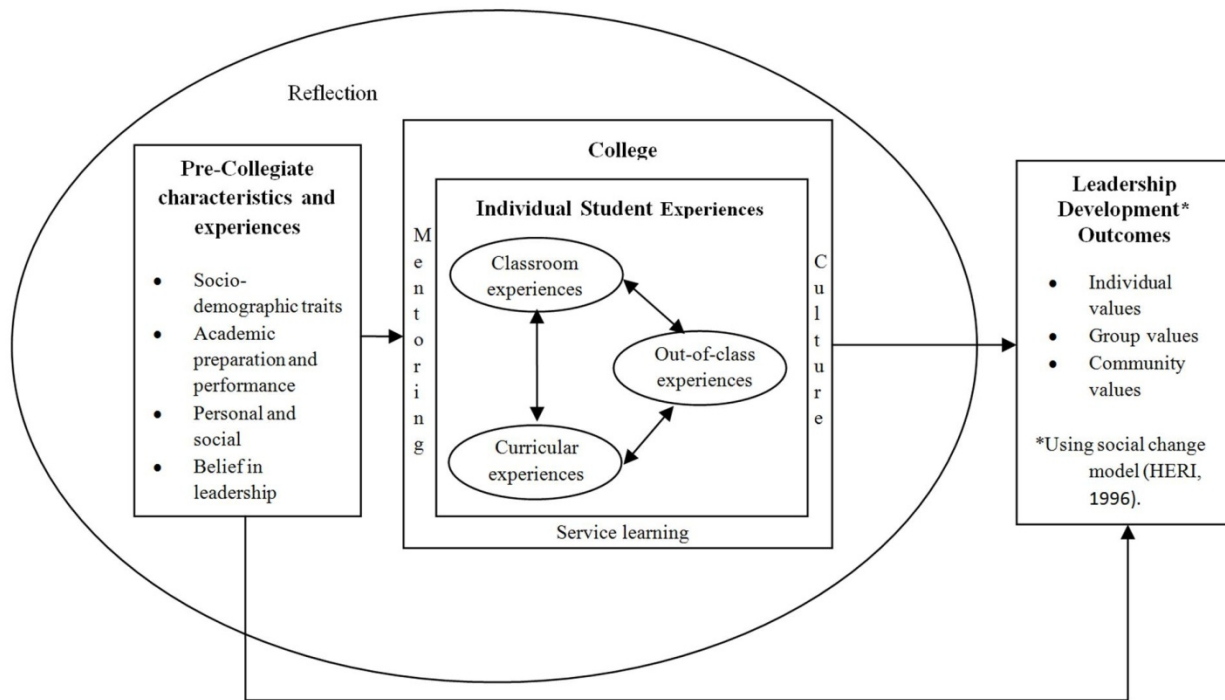 Reflection
Pre-Collegiate
characteristics and
experiences
• Socio-
demographic traits
• Academic
preparation and
performance
• Personal and
social
• Belief in
leadership
College
Mentoring
Individual Student Experiences
Classroom
experiences
Out-of-class
experiences
Curricular
experiences
Culture
Service learning
Leadership
Development*
Outcomes
• Individual
values
• Group values
• Community
values
*Using social change
model (HERI,
1996).